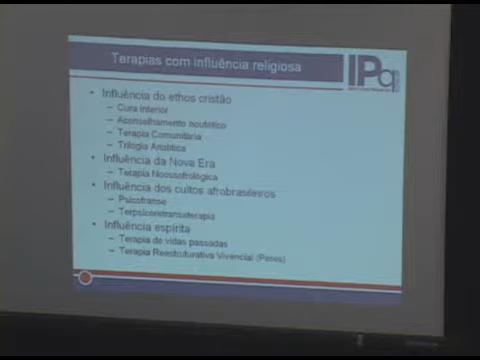 Terapias com influência religiosa
IPq
• Influência do ethos cristão
– Cura interior
– Aconselhamento noutético
– Terapia Comunitária
– Trilogia Analítica
• Influência da Nova Era
– Terapia Noossofrológica
• Influência dos cultos afrobrasileiros
– Psicotranse
– Terpsicoretranseterapia
• Influência espírita
– Terapia de vidas passadas
– Terapia Reestruturativa Vivencial (Peres)